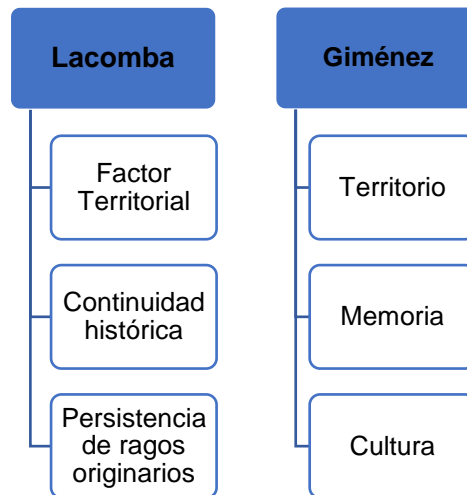 Lacomba
Factor
Territorial
Continuidad
histórica
Persistencia
de ragos
originarios
Giménez
Territorio
Memoria
Cultura